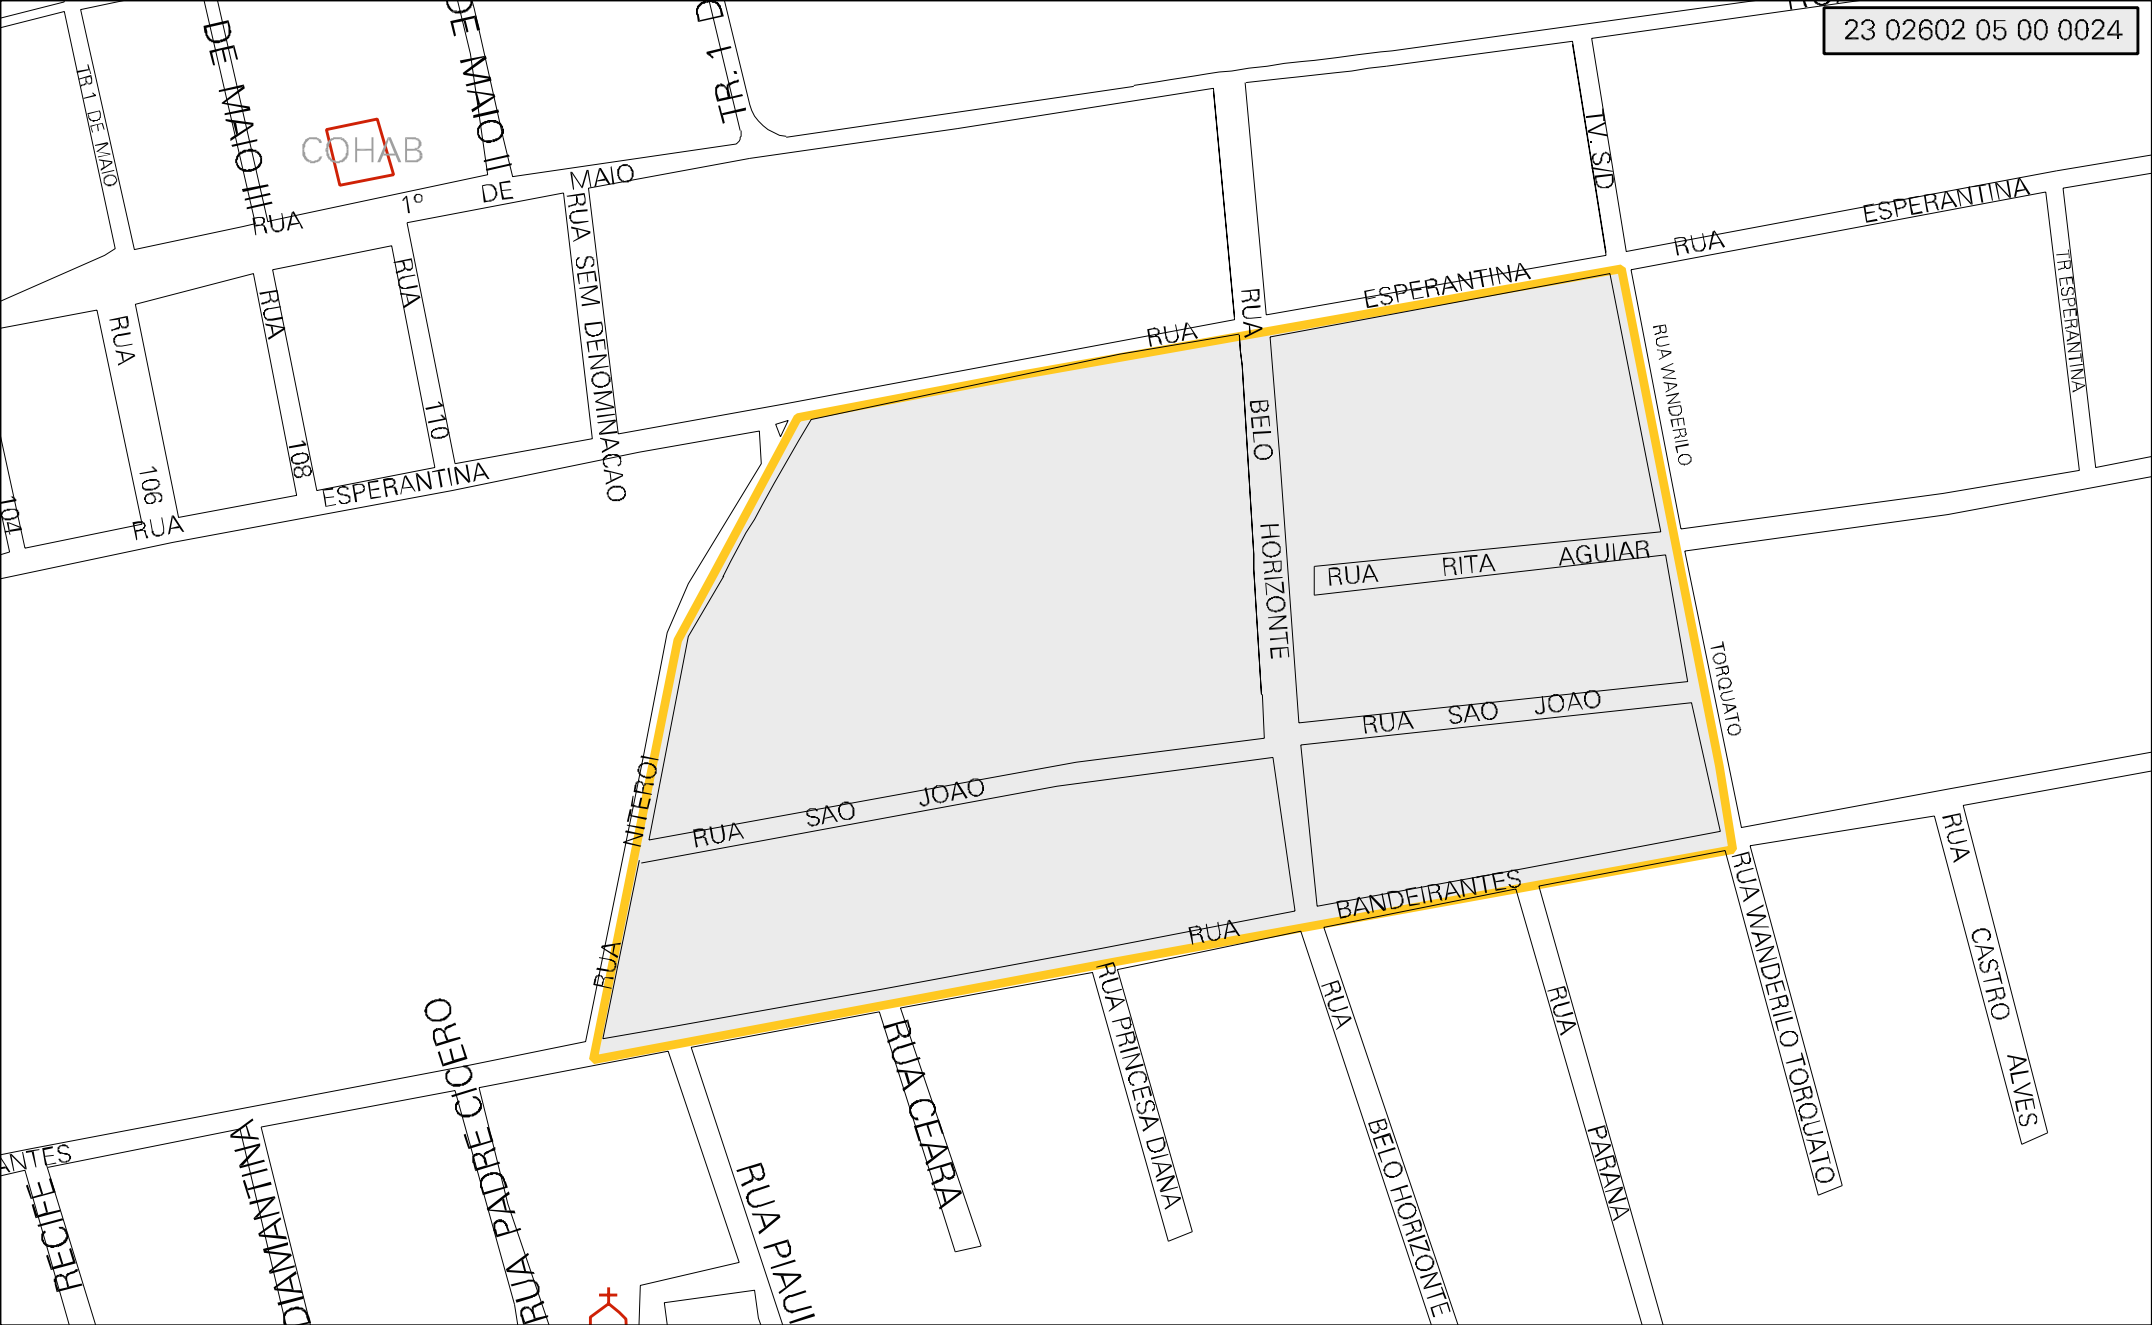 23 02602 05 00 0024
TR 1 DE MAIO
DE MAIO III
MAIO III
TR. 1 D
COHAB
RUA 1º DE MAIO
RUA SEM DENOMINACAO
TV. S/D
RUA ESPERANTINA
TR ESPERANTINA
RUA 104
RUA 106
RUA 108
RUA 110
RUA ESPERANTINA
RUA ESPERANTINA
RUA BELO HORIZONTE
RUA WANDERILO TORQUATO
RUA RITA AGUIAR
RUA SAO JOAO
RUA SAO JOAO
RUA NITEROI
RUA BANDEIRANTES
ANTES
RECIFE
DIAMANTINA
RUA PADRE CICERO
RUA PIAUI
RUA CEARA
RUA PRINCESA DIANA
RUA BELO HORIZONTE
RUA PARANA
RUA WANDERILO TORQUATO
RUA CASTRO ALVES